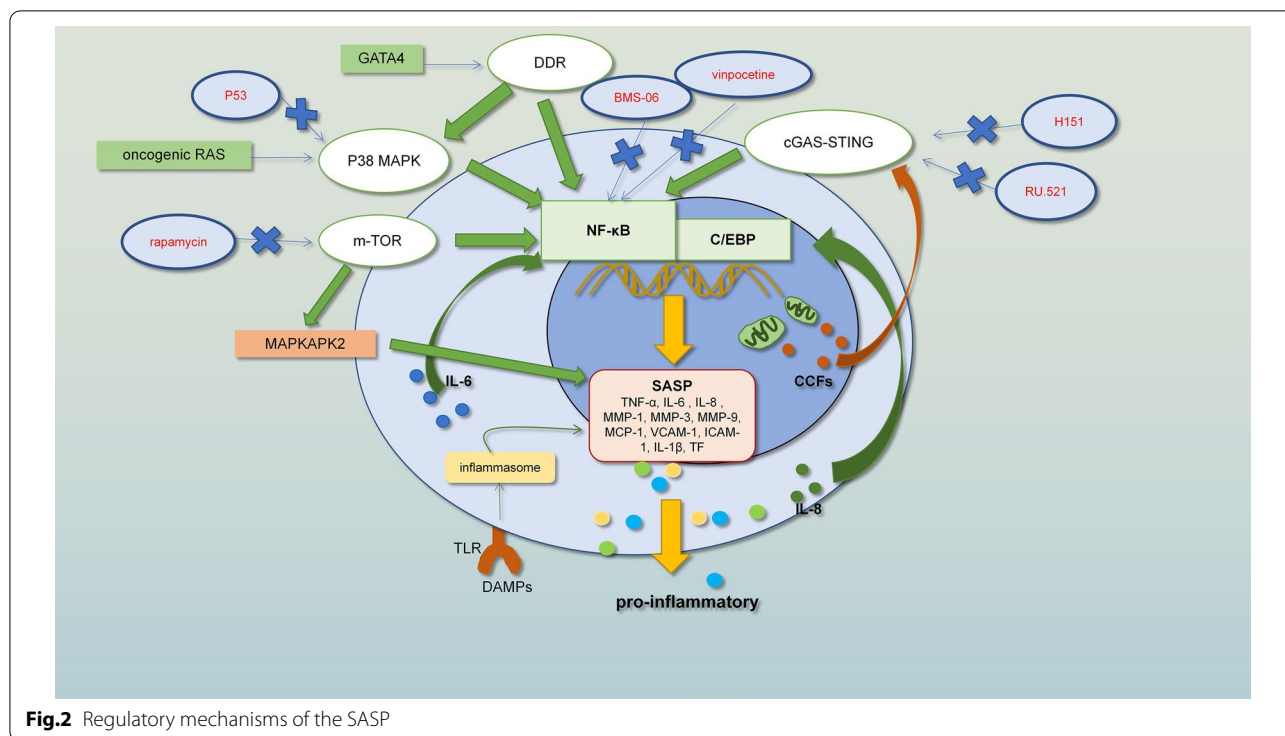 GATA4
DDR
vinpocetine
P53
BMS-06
H151
cGAS-STING
oncogenic RAS
P38 MAPK
RU.521
rapamycin
m-TOR
NF-κB
C/EBP
MAPKAPK2
IL-6
CCFs
SASP
TNF-α, IL-6 , IL-8 ,
MMP-1, MMP-3, MMP-9,
MCP-1, VCAM-1, ICAM-
1, IL-1β, TF
inflammasome
IL-8
TLR
DAMPs
pro-inflammatory
Fig.2 Regulatory mechanisms of the SASP